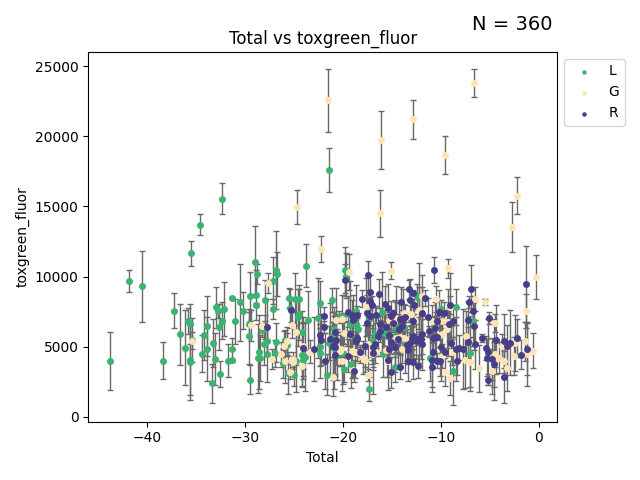 N = 360
Total vs toxgreen_fluor
L
G
R
25000
20000
15000
10000
5000
0
toxgreen_fluor
−40 −30 −20 −10 0
Total